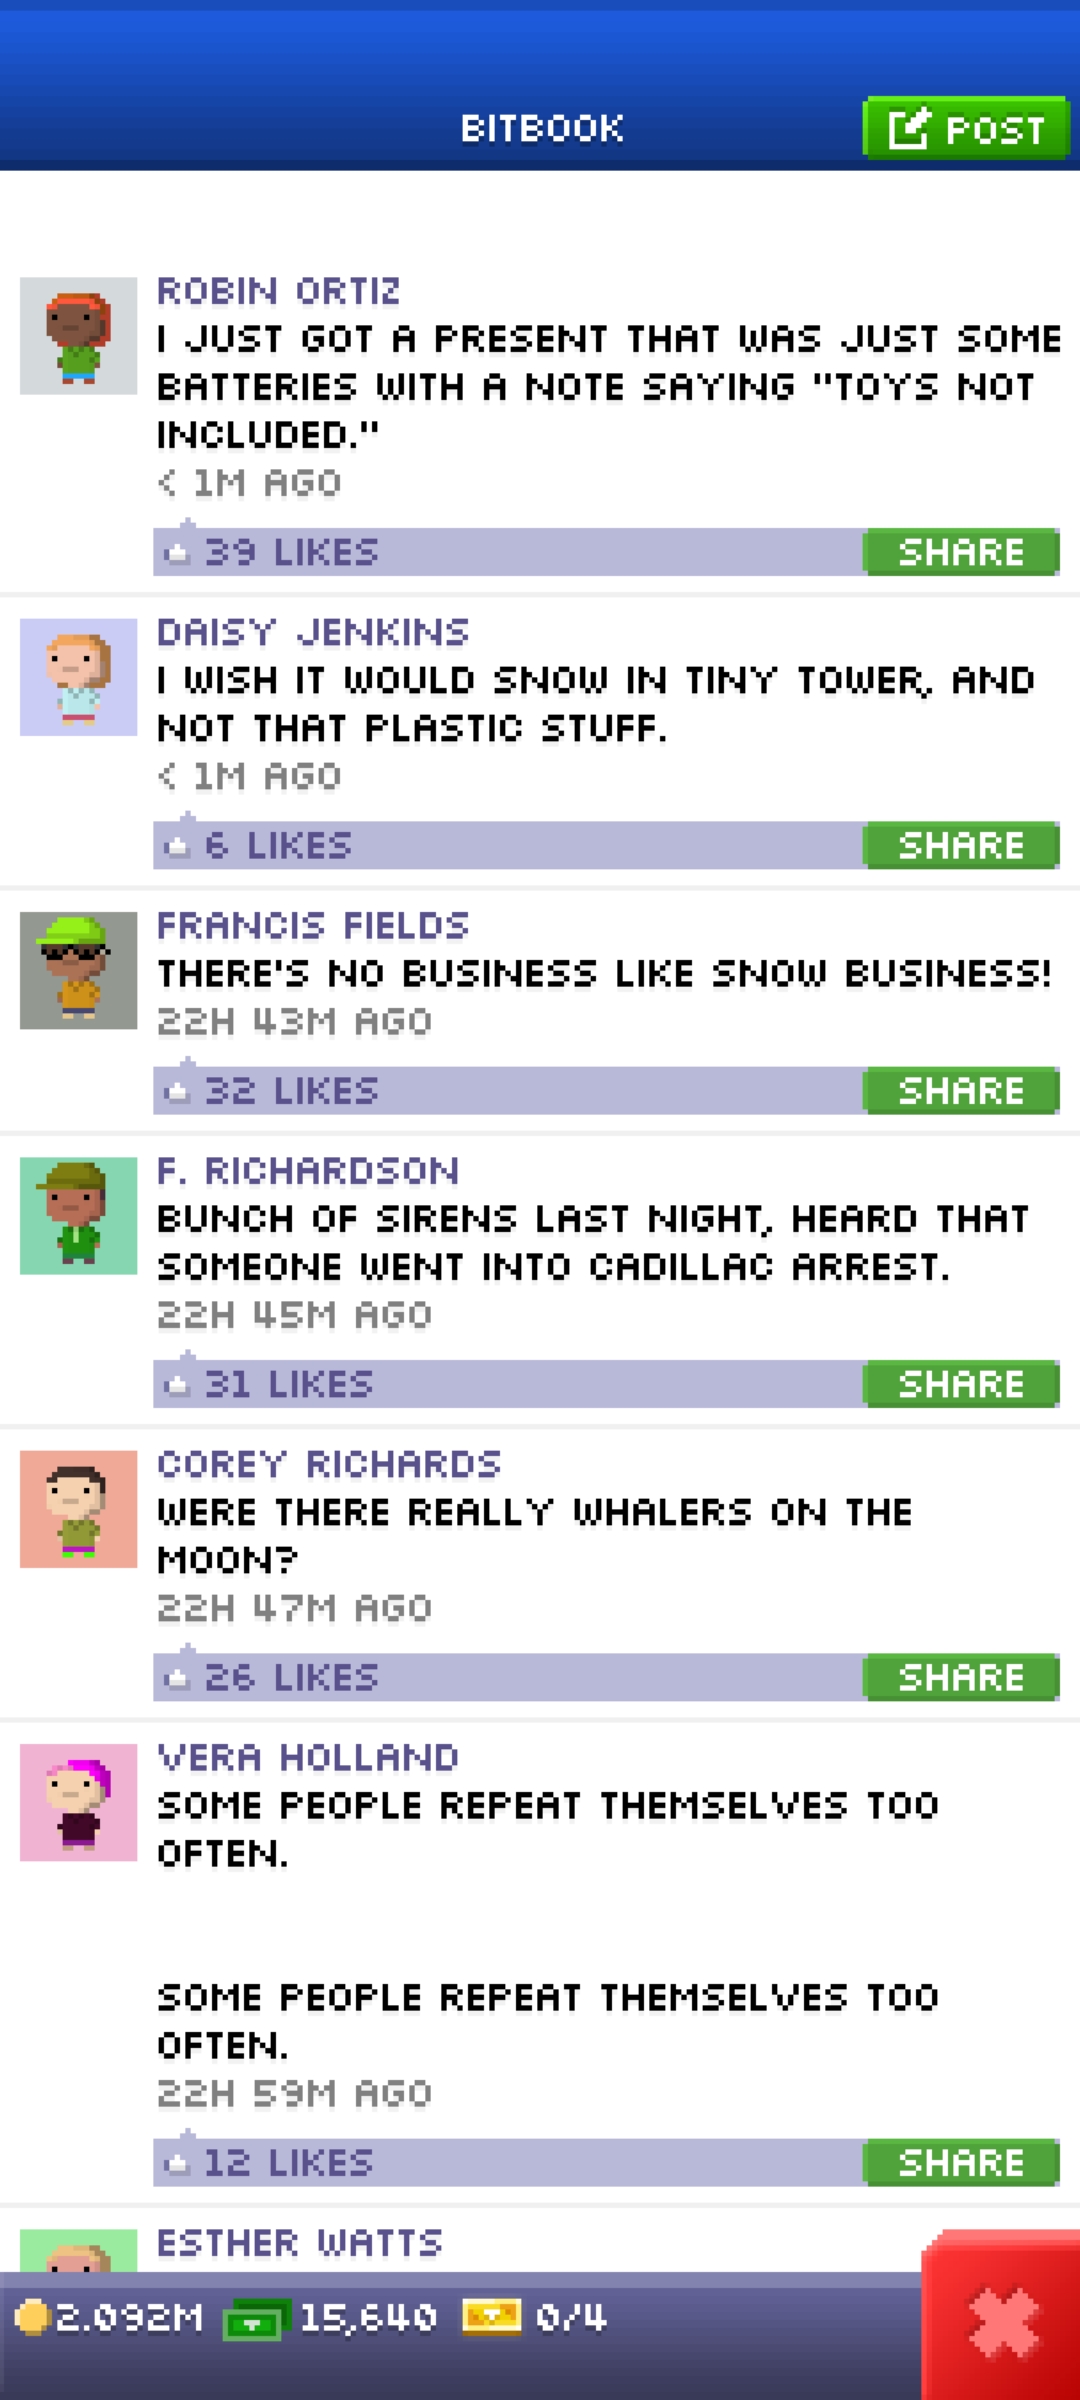 BITBOOK
POST
ROBIN ORTIZ
I JUST GOT A PRESENT THAT WAS JUST SOME
BATTERIES WITH A NOTE SAYING "TOYS NOT
INCLUDED."
< 1M AGO
39 LIKES
SHARE
DAISY JENKINS
I WISH IT WOULD SNOW IN TINY TOWER, AND
NOT THAT PLASTIC STUFF.
< 1M AGO
6 LIKES
SHARE
FRANCIS FIELDS
THERE'S NO BUSINESS LIKE SNOW BUSINESS!
22H 43M AGO
32 LIKES
SHARE
F. RICHARDSON
BUNCH OF SIRENS LAST NIGHT, HEARD THAT
SOMEONE WENT INTO CADILLAC ARREST.
22H 45M AGO
31 LIKES
SHARE
COREY RICHARDS
WERE THERE REALLY WHALERS ON THE
MOON?
22H 47M AGO
26 LIKES
SHARE
VERA HOLLAND
SOME PEOPLE REPEAT THEMSELVES TOO
OFTEN.
SOME PEOPLE REPEAT THEMSELVES TOO
OFTEN.
22H 59M AGO
12 LIKES
SHARE
ESTHER WATTS
2.092M
15,640
0/4